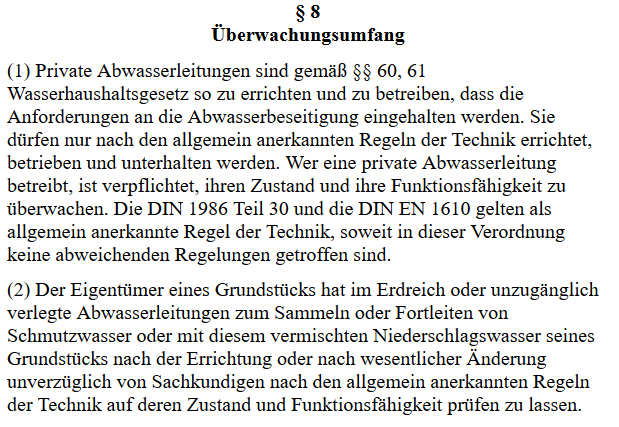 § 8
Überwachungsumfang
(1) Private Abwasserleitungen sind gemäß §§ 60, 61
Wasserhaushaltsgesetz so zu errichten und zu betreiben, dass die
Anforderungen an die Abwasserbeseitigung eingehalten werden. Sie
dürfen nur nach den allgemein anerkannten Regeln der Technik errichtet,
betrieben und unterhalten werden. Wer eine private Abwasserleitung
betreibt, ist verpflichtet, ihren Zustand und ihre Funktionsfähigkeit zu
überwachen. Die DIN 1986 Teil 30 und die DIN EN 1610 gelten als
allgemein anerkannte Regel der Technik, soweit in dieser Verordnung
keine abweichenden Regelungen getroffen sind.
(2) Der Eigentümer eines Grundstücks hat im Erdreich oder unzugänglich
verlegte Abwasserleitungen zum Sammeln oder Fortleiten von
Schmutzwasser oder mit diesem vermischten Niederschlagswasser seines
Grundstücks nach der Errichtung oder nach wesentlicher Änderung
unverzüglich von Sachkundigen nach den allgemein anerkannten Regeln
der Technik auf deren Zustand und Funktionsfähigkeit prüfen zu lassen.